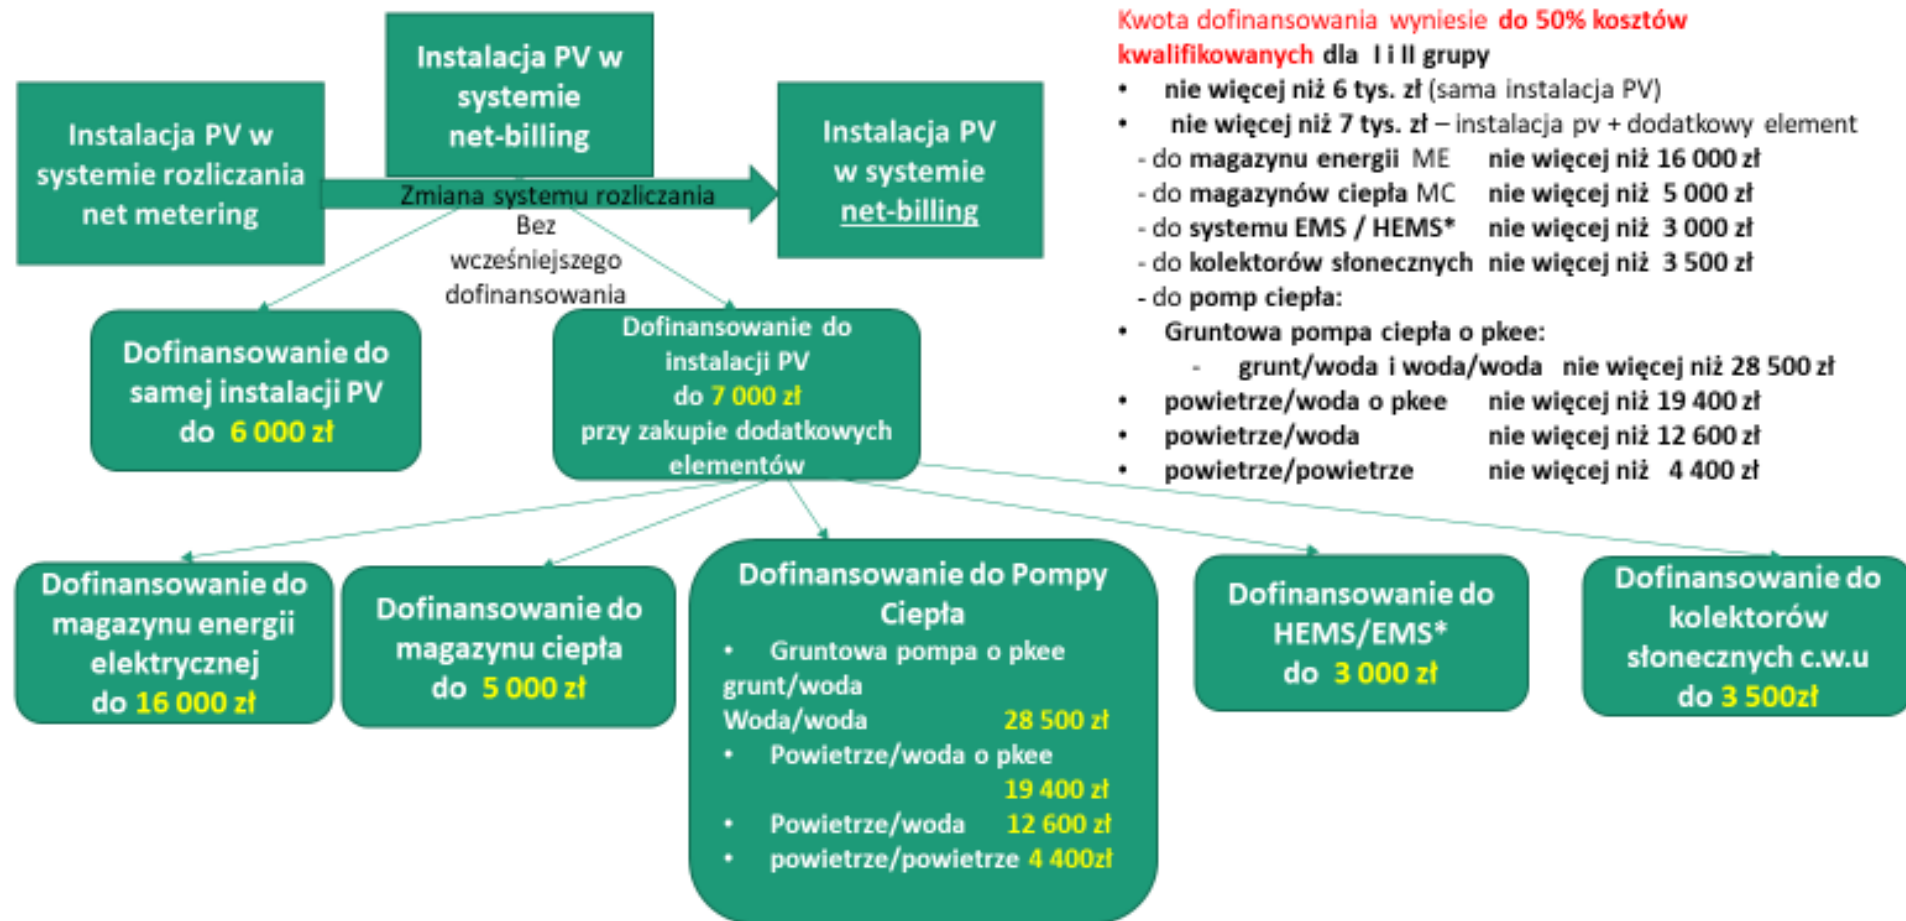 Instalacja PV w
systemie rozliczania
net metering
Instalacja PV w
systemie
net-billing
Instalacja PV
w systemie
net-billing
Zmiana systemu rozliczania
Bez
wcześniejszego
dofinansowania
Dofinansowanie do
samej instalacji PV
do 6 000 zł
Dofinansowanie do
instalacji PV
do 7 000 zł
przy zakupie dodatkowych
elementów
Kwota dofinansowania wyniesie do 50% kosztów
kwalifikowanych dla I i II grupy
• nie więcej niż 6 tys. zł (sama instalacja PV)
• nie więcej niż 7 tys. zł – instalacja pv + dodatkowy element
- do magazynu energii ME nie więcej niż 16 000 zł
- do magazynów ciepła MC nie więcej niż 5 000 zł
- do systemu EMS / HEMS* nie więcej niż 3 000 zł
- do kolektorów słonecznych nie więcej niż 3 500 zł
- do pomp ciepła:
• Gruntowa pompa ciepła o pkee:
- grunt/woda i woda/woda nie więcej niż 28 500 zł
• powietrze/woda o pkee nie więcej niż 19 400 zł
• powietrze/woda nie więcej niż 12 600 zł
• powietrze/powietrze nie więcej niż 4 400 zł
Dofinansowanie do
magazynu energii
elektrycznej
do 16 000 zł
Dofinansowanie do
magazynu ciepła
do 5 000 zł
Dofinansowanie do Pompy
Ciepła
• Gruntowa pompa o pkee
grunt/woda
Woda/woda 28 500 zł
• Powietrze/woda o pkee
19 400 zł
• Powietrze/woda 12 600 zł
• powietrze/powietrze 4 400zł
Dofinansowanie do
HEMS/EMS*
do 3 000 zł
Dofinansowanie do
kolektorów
słonecznych c.w.u
do 3 500zł